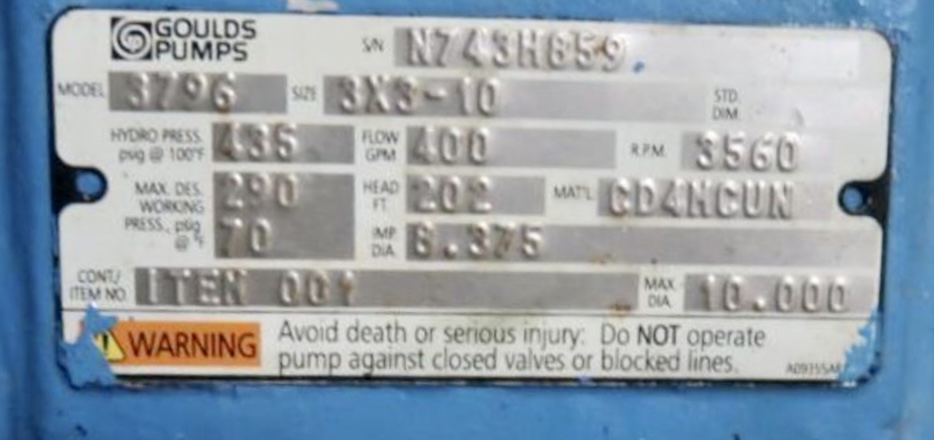 GOULDS PUMPS
S/N N743H859
MODEL 3796 SIZE 3X3-10 STD. DIM.
HYDRO PRESS. psig @ 100°F 435 FLOW GPM 400 R.P.M. 3560
MAX. DES. WORKING PRESS., psig @ °F 290 70 HEAD FT. 202 MAT'L. CD4MCUN
IMP. DIA. 8.375
CONT./ ITEM NO. ITEM 001 MAX. DIA. 10.000
WARNING Avoid death or serious injury: Do NOT operate
pump against closed valves or blocked lines.